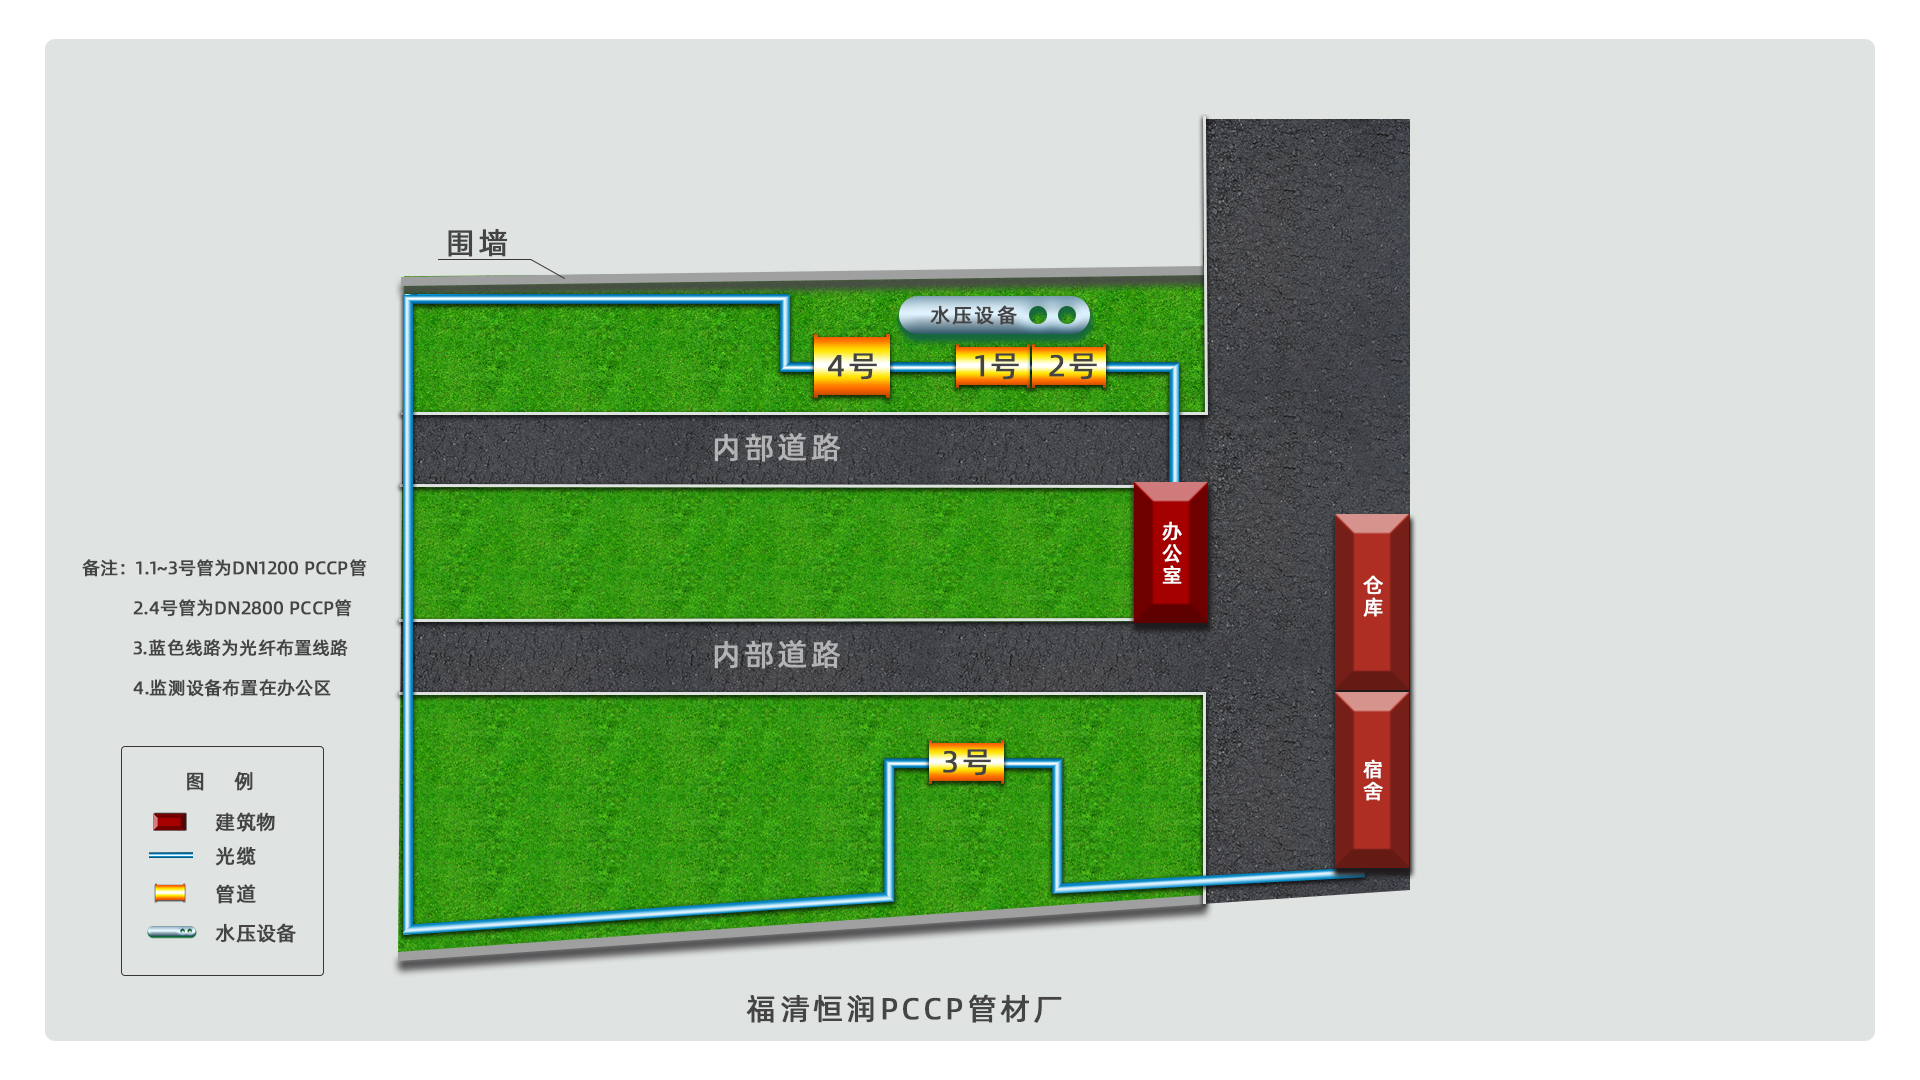 围墙
水压设备
4号
1号
2号
内部道路
办公室
仓库
备注：1.1~3号管为DN1200 PCCP管
2.4号管为DN2800 PCCP管
3.蓝色线路为光纤布置线路
4.监测设备布置在办公区
内部道路
3号
宿舍
图 例
建筑物
光缆
管道
水压设备
福清恒润PCCP管材厂